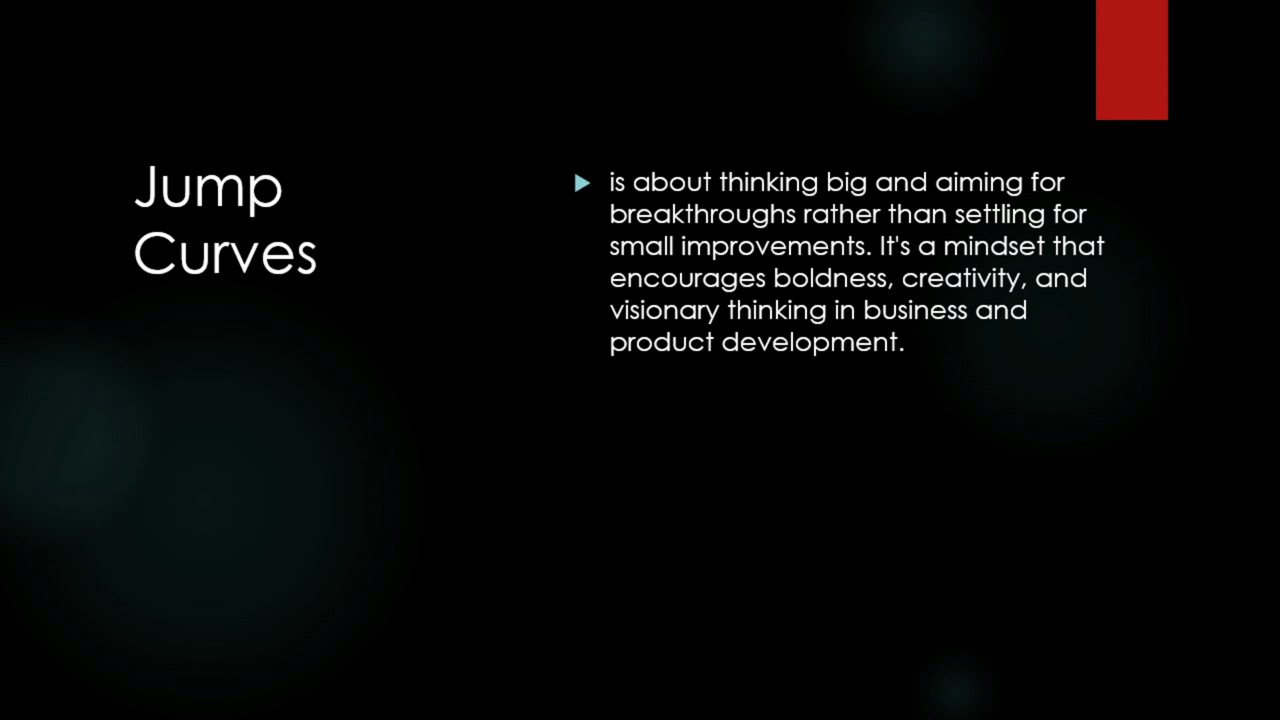 Jump
Curves
is about thinking big and aiming for
breakthroughs rather than settling for
small improvements. It's a mindset that
encourages boldness, creativity, and
visionary thinking in business and
product development.